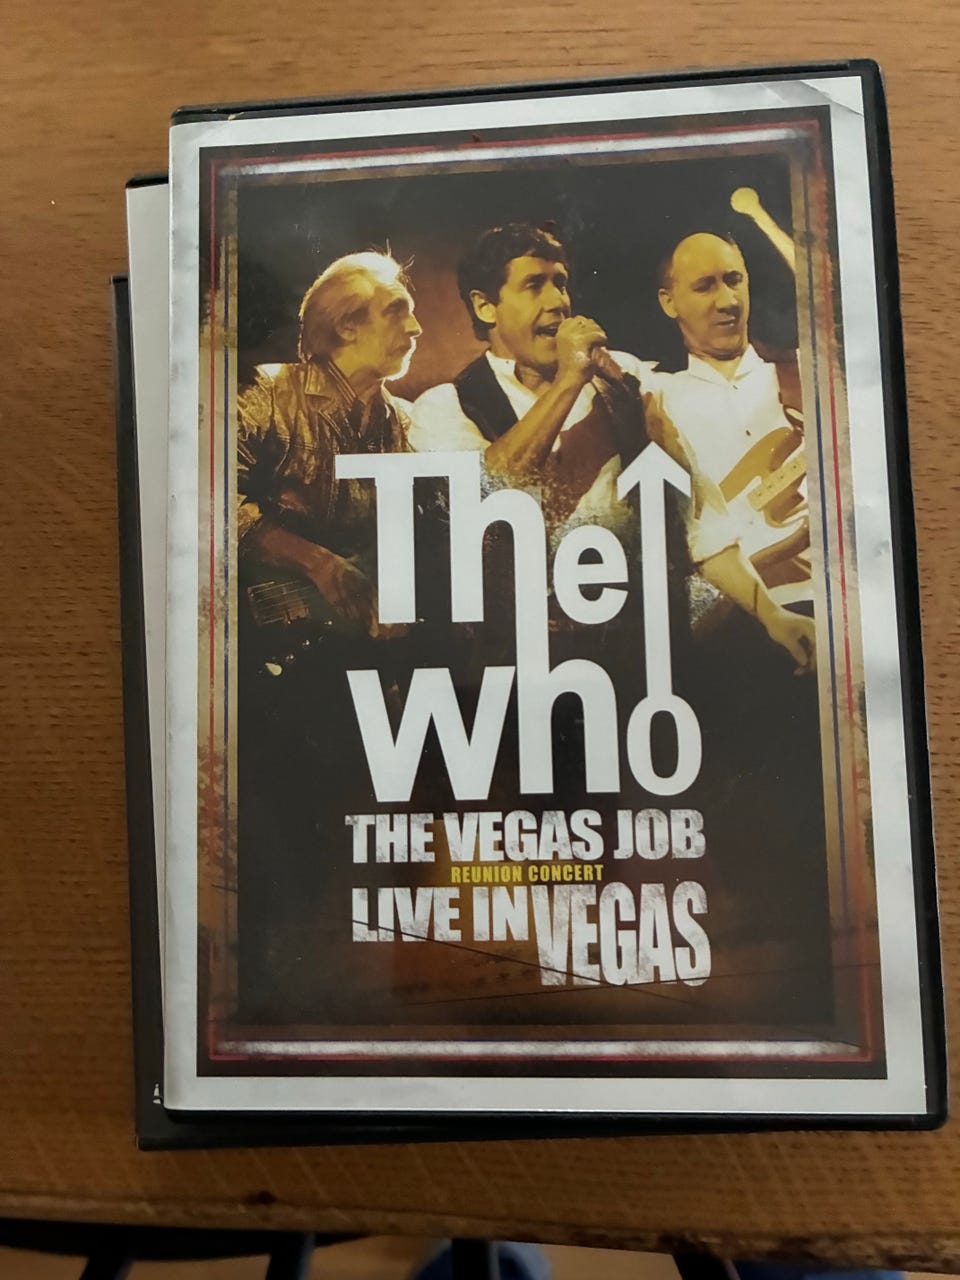 The
who
THE VEGAS JOB
REUNION CONCERT
LIVE IN VEGAS